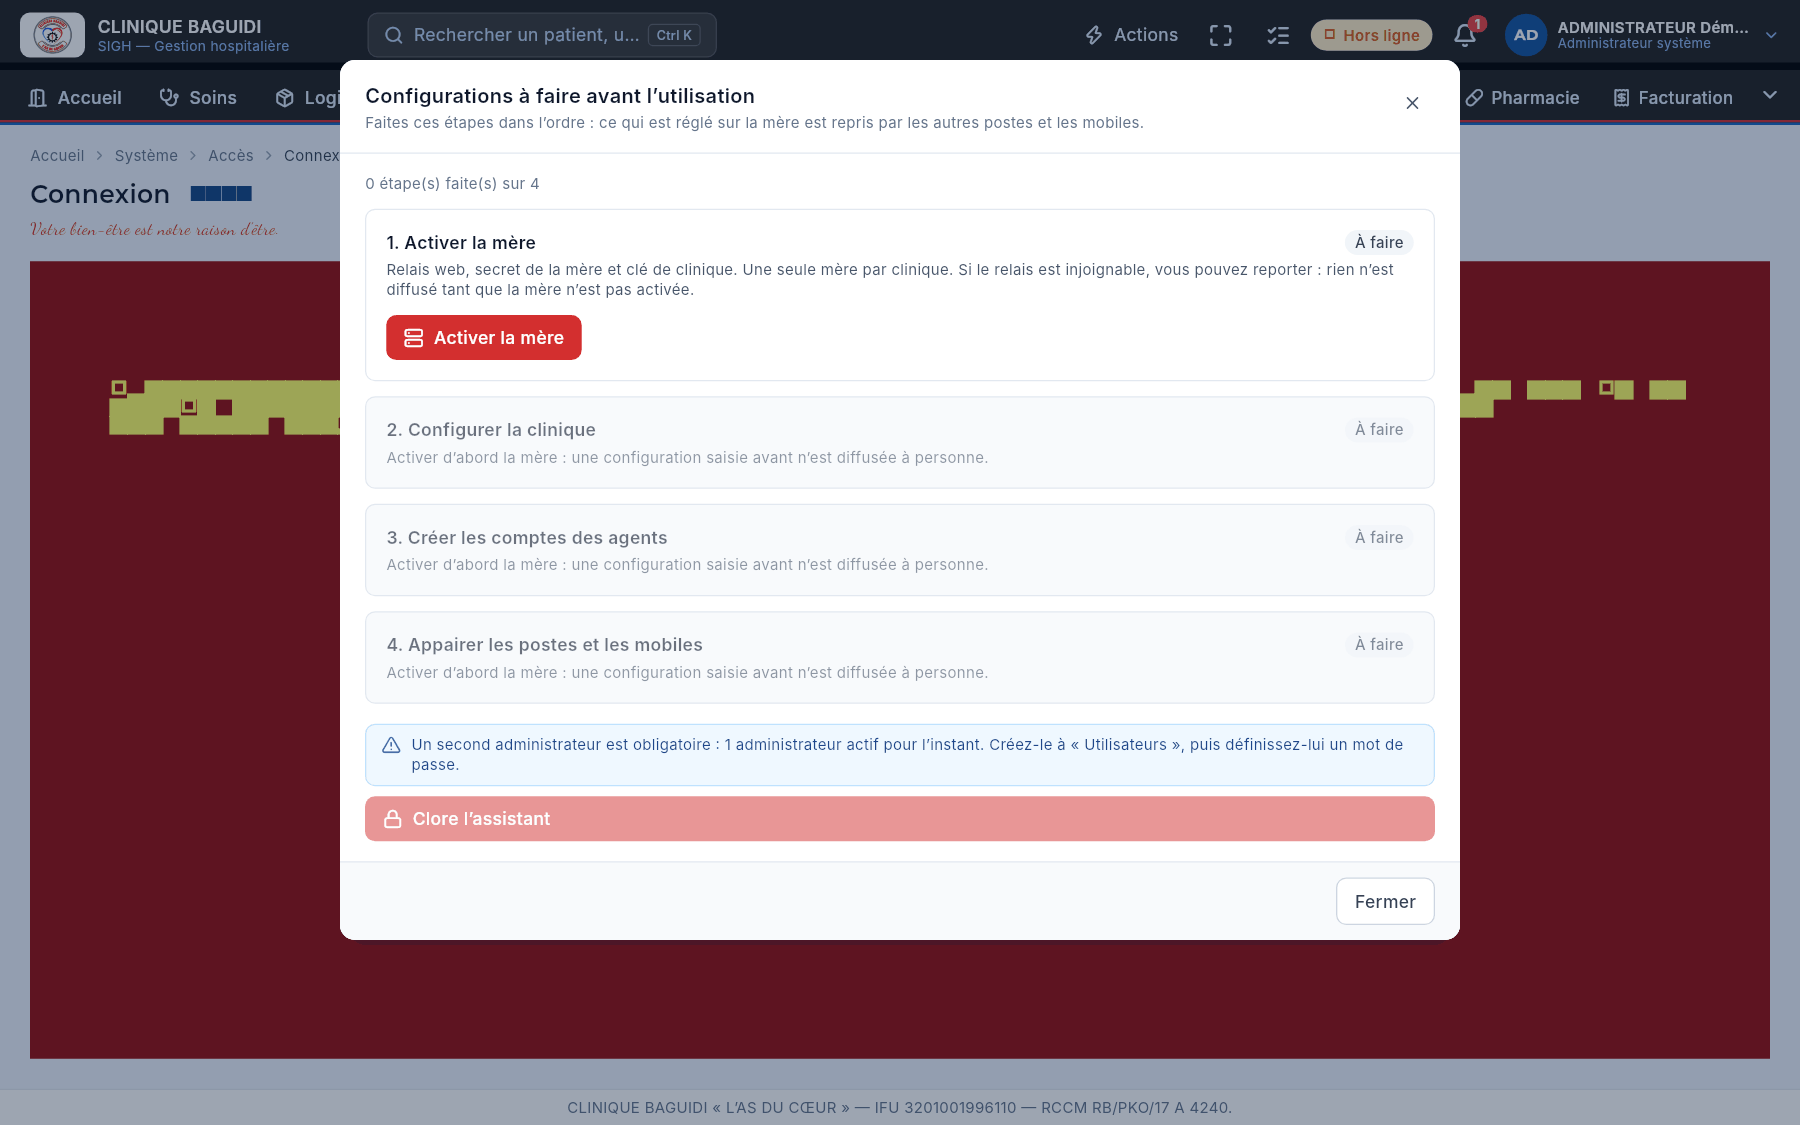 CLINIQUE BAGUIDI
SIGH — Gestion hospitalière
Rechercher un patient, u...
Ctrl K
Actions
Hors ligne
1
AD
ADMINISTRATEUR Dém...
Administrateur système
Accueil
Soins
Logi
Pharmacie
Facturation
Accueil > Système > Accès > Connex
Connexion
Votre bien-être est notre raison d'être.
Configurations à faire avant l’utilisation
Faites ces étapes dans l’ordre : ce qui est réglé sur la mère est repris par les autres postes et les mobiles.
0 étape(s) faite(s) sur 4
1. Activer la mère
À faire
Relais web, secret de la mère et clé de clinique. Une seule mère par clinique. Si le relais est injoignable, vous pouvez reporter : rien n’est
diffusé tant que la mère n’est pas activée.
Activer la mère
2. Configurer la clinique
À faire
Activer d’abord la mère : une configuration saisie avant n’est diffusée à personne.
3. Créer les comptes des agents
À faire
Activer d’abord la mère : une configuration saisie avant n’est diffusée à personne.
4. Appairer les postes et les mobiles
À faire
Activer d’abord la mère : une configuration saisie avant n’est diffusée à personne.
Un second administrateur est obligatoire : 1 administrateur actif pour l’instant. Créez-le à « Utilisateurs », puis définissez-lui un mot de
passe.
Clore l’assistant
Fermer
CLINIQUE BAGUIDI « L’AS DU CŒUR » — IFU 3201001996110 — RCCM RB/PKO/17 A 4240.